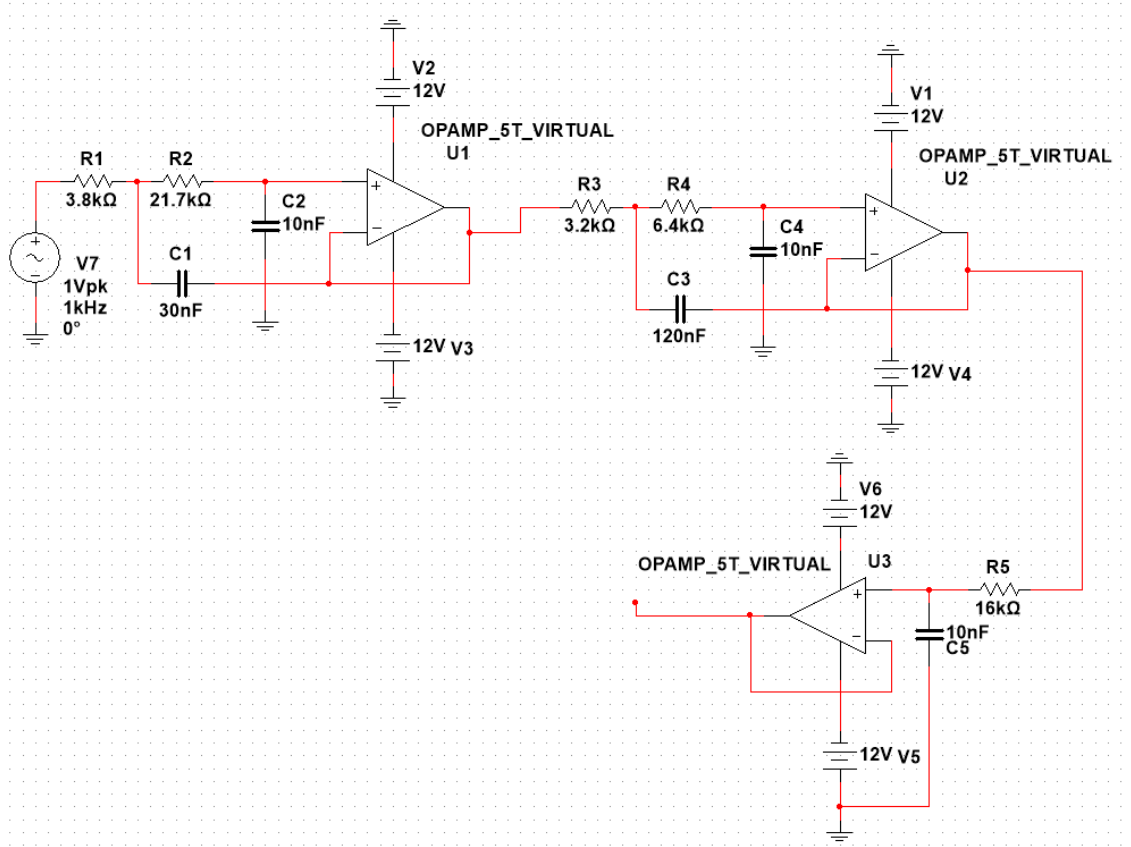 V2
12V
OPAMP_5T_VIRTUAL
U1
R1
3.8kΩ
R2
21.7kΩ
C2
10nF
C1
30nF
V7
1Vpk
1kHz
0°
12V V3
V1
12V
OPAMP_5T_VIRTUAL
U2
R3
3.2kΩ
R4
6.4kΩ
C4
10nF
C3
120nF
12V V4
V6
12V
OPAMP_5T_VIRTUAL
U3
R5
16kΩ
10nF
C5
12V V5
+
−
+
−
+
−
+
−